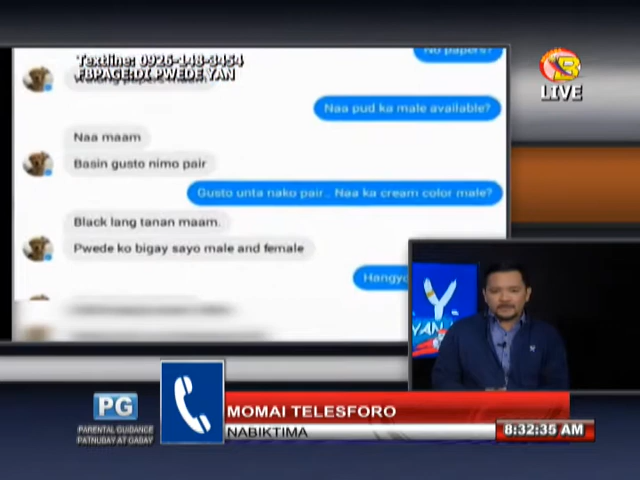 No papers?
Textline: 0926-148-3454
FBPAGE:DI PWEDE YAN
LIVE
Naa pud ka male available?
Naa maam
Basin gusto nimo pair
Gusto unta nako pair.. Naa ka cream color male?
Black lang tanan maam.
Pwede ko bigay sayo male and female
Hangyo
YAN
PG
PARENTAL GUIDANCE
PATNUBAY AT GABAY
MOMAI TELESFORO
NABIKTIMA
8:32:35 AM